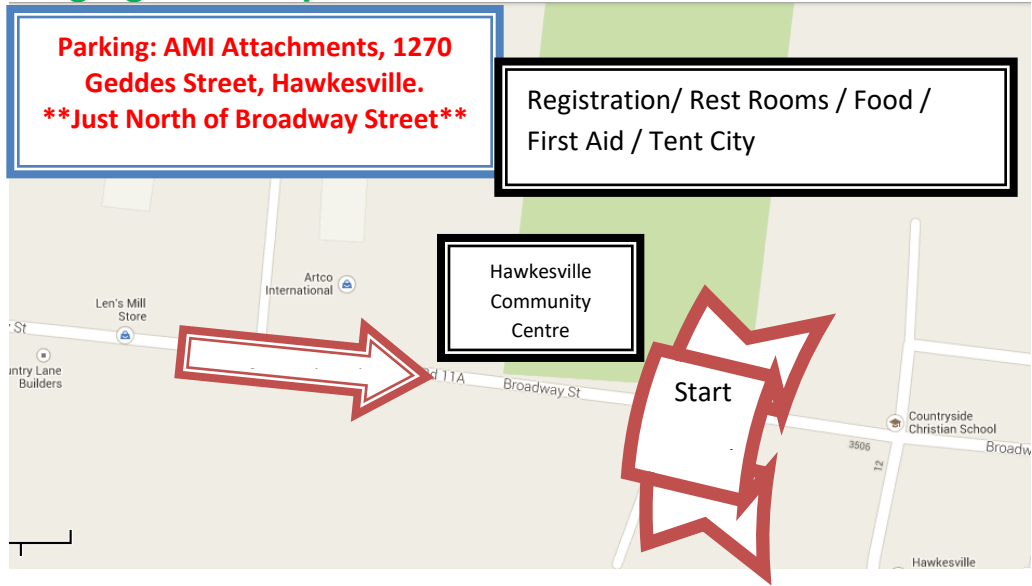 Parking: AMI Attachments, 1270
Geddes Street, Hawkesville.
**Just North of Broadway Street**
Registration/ Rest Rooms / Food /
First Aid / Tent City
Hawkesville
Community
Centre
Artco
International
Len's Mill
Store
St
Builders
11A
Broadway St
Start
Countryside
Christian School
3506
12
Hawkesville